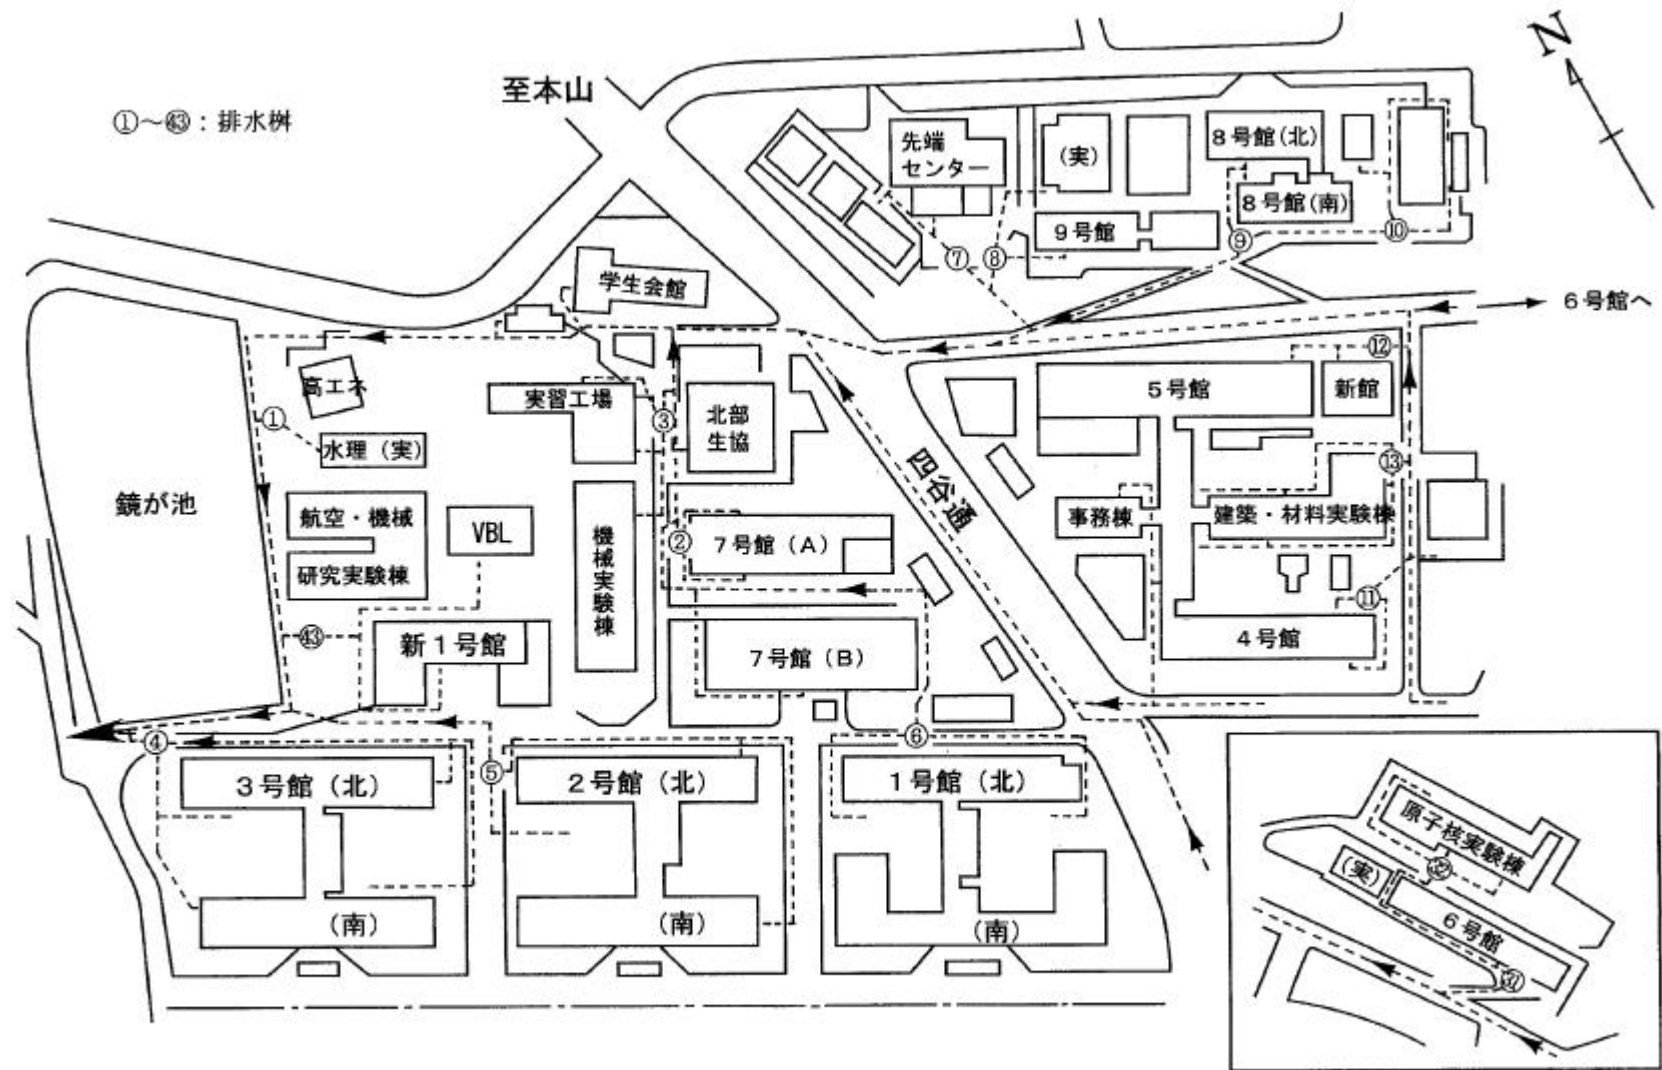 N
至本山
①～㊸：排水桝
先端
センター
(実)
8号館(北)
8号館(南)
9号館
⑦
⑧
⑨
⑩
6号館へ
学生会館
高エネ
①
水理（実）
実習工場
③
北部
生協
5号館
新館
⑫
四谷通
鏡が池
航空・機械
研究実験棟
VBL
機械実験棟
②
7号館（A）
事務棟
建築・材料実験棟
⑬
⑪
4号館
㊸
新1号館
7号館（B）
④
⑤
⑥
3号館（北）
（南）
2号館（北）
（南）
1号館（北）
（南）
原子核実験棟
(実)
㉜
6号館
㉛